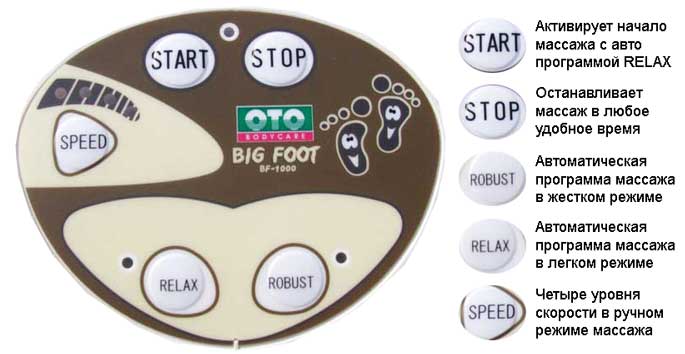 START
STOP
SPEED
OTO
BODYCARE
BIG FOOT
BF-1000
RELAX
ROBUST
START
Активирует начало
массажа с авто
программой RELAX
STOP
Останавливает
массаж в любое
удобное время
ROBUST
Автоматическая
программа массажа
в жестком режиме
RELAX
Автоматическая
программа массажа
в легком режиме
SPEED
Четыре уровня
скорости в ручном
режиме массажа